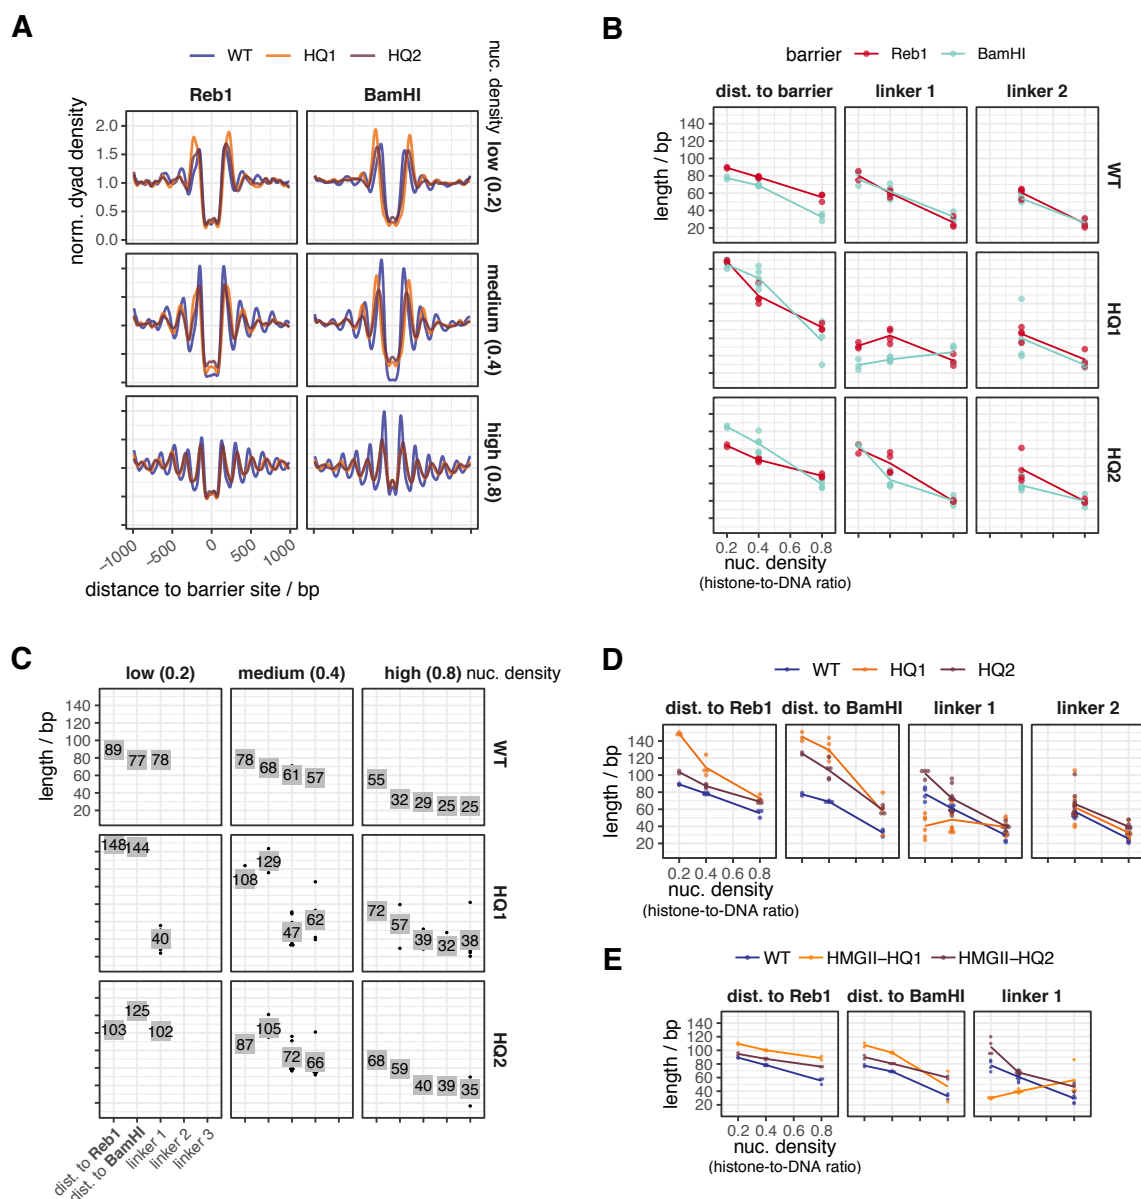 A
WT HQ1 HQ2
nuc. density
Reb1 BamHI
norm. dyad density
2.0
1.5
1.0
0.5
0.0
low (0.2)
medium (0.4)
high (0.8)
−1000 −500 0 500 1000
distance to barrier site / bp
B
barrier Reb1 BamHI
dist. to barrier linker 1 linker 2
length / bp
140
120
100
80
60
40
20
WT
HQ1
HQ2
0.2 0.4 0.6 0.8
nuc. density
(histone-to-DNA ratio)
C
low (0.2) medium (0.4) high (0.8) nuc. density
length / bp
140
120
100
80
60
40
20
89 77 78
78 68 61 57
55 32 29 25 25
WT
148 144 40
108 129 47 62
72 57 39 32 38
HQ1
103 125 102
87 105 72 66
68 59 40 39 35
HQ2
dist. to Reb1
dist. to BamHI
linker 1
linker 2
linker 3
D
WT HQ1 HQ2
dist. to Reb1 dist. to BamHI linker 1 linker 2
length / bp
140
120
100
80
60
40
20
0.2 0.4 0.6 0.8
nuc. density
(histone-to-DNA ratio)
E
WT HMGII−HQ1 HMGII−HQ2
dist. to Reb1 dist. to BamHI linker 1
length / bp
140
120
100
80
60
40
20
0.2 0.4 0.6 0.8
nuc. density
(histone-to-DNA ratio)